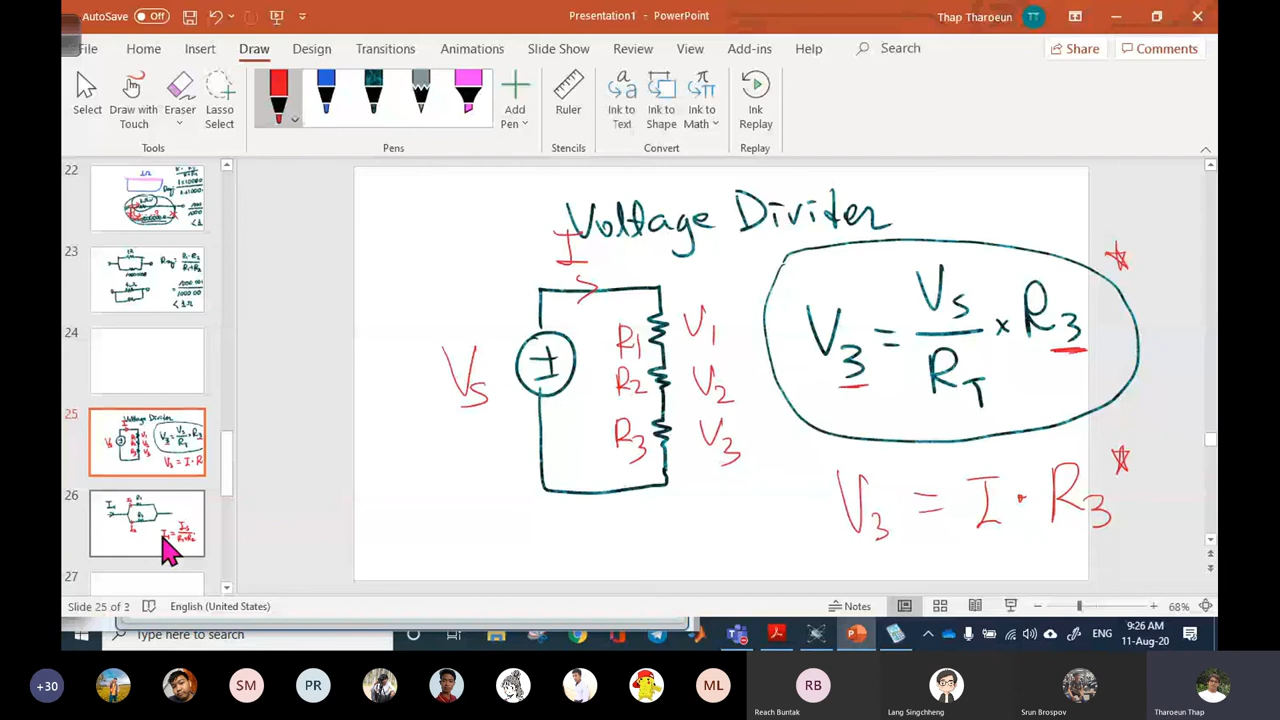 AutoSave Off
Presentation1 - PowerPoint
Thap Tharoeun TT
File Home Insert Draw Design Transitions Animations Slide Show Review View Add-ins Help Search Share Comments
Select Draw with Touch Eraser Lasso Select Add Pen Ruler Ink to Text Ink to Shape Ink to Math Ink Replay
Tools Pens Stencils Convert Replay
22
23
24
25
26
27
Voltage Divider
I
Vs
R1 V1
R2 V2
R3 V3
V3 = Vs / RT × R3
V3 = I · R3
Slide 25 of 3
English (United States)
Notes
68%
Type here to search
ENG
9:26 AM
11-Aug-20
+30 SM PR ML RB
Reach Buntak
Lang Singchheng
Srun Brospov
Tharoeun Thap